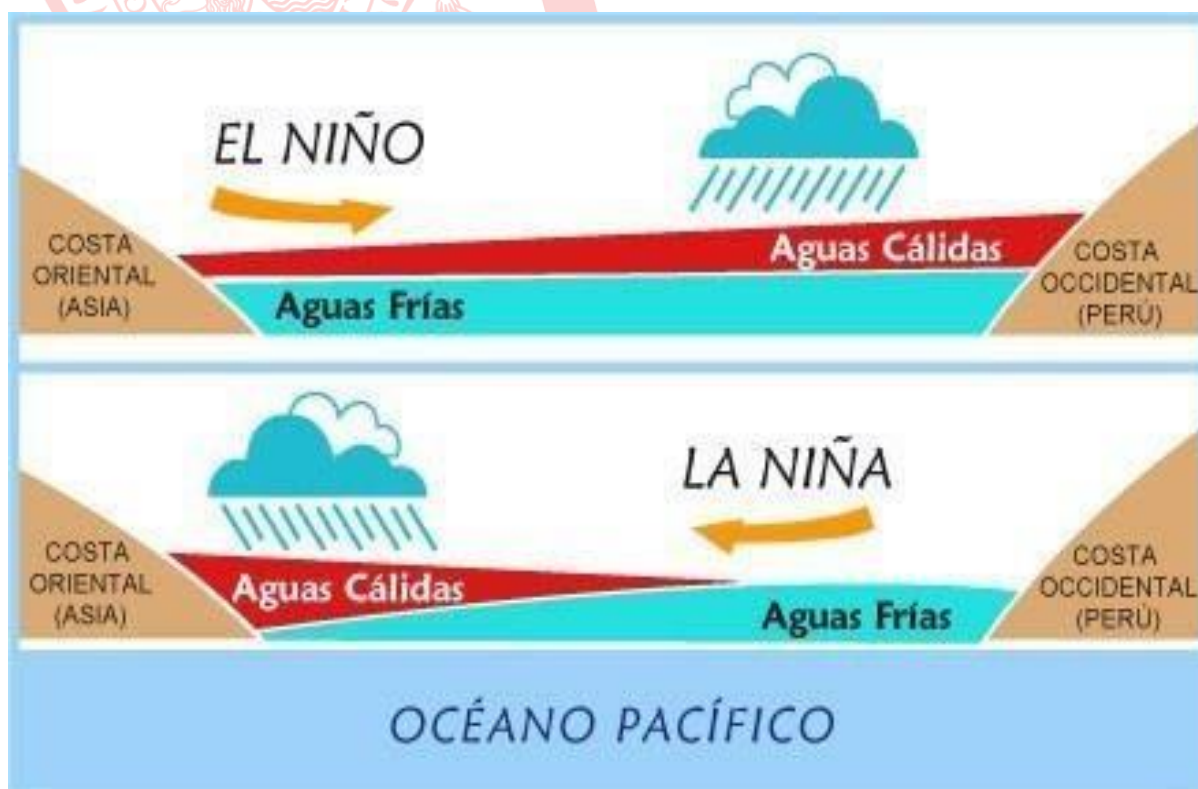 EL NIÑO
COSTA
ORIENTAL
(ASIA)
Aguas Cálidas
Aguas Frías
COSTA
OCCIDENTAL
(PERÚ)
LA NIÑA
COSTA
ORIENTAL
(ASIA)
Aguas Cálidas
Aguas Frías
COSTA
OCCIDENTAL
(PERÚ)
OCÉANO PACÍFICO